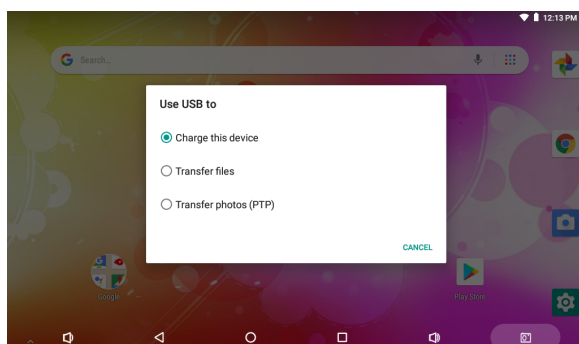 12:13 PM
Search...
Use USB to
Charge this device
Transfer files
Transfer photos (PTP)
CANCEL
Google
Play Store